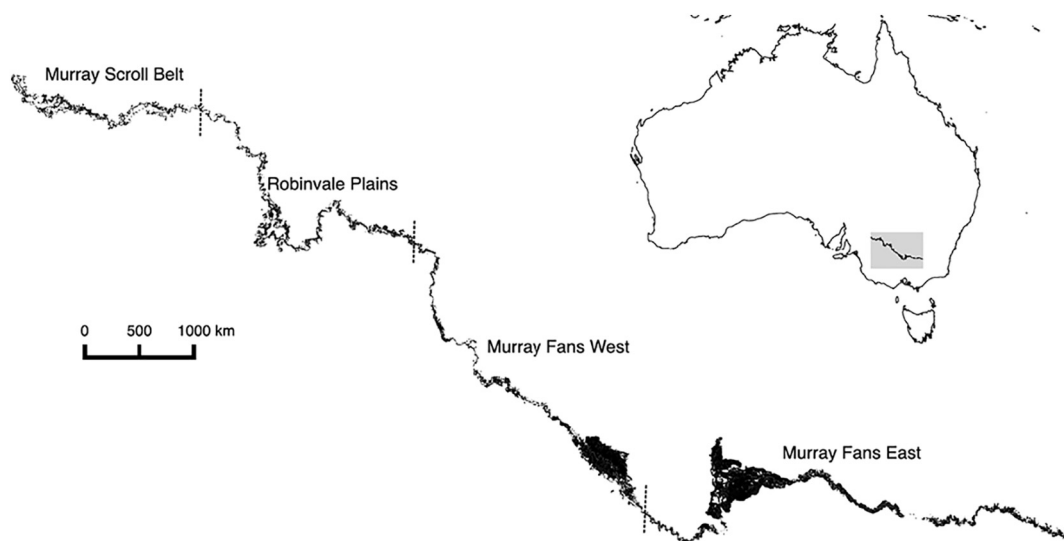 Murray Scroll Belt
Robinvale Plains
0 500 1000 km
Murray Fans West
Murray Fans East